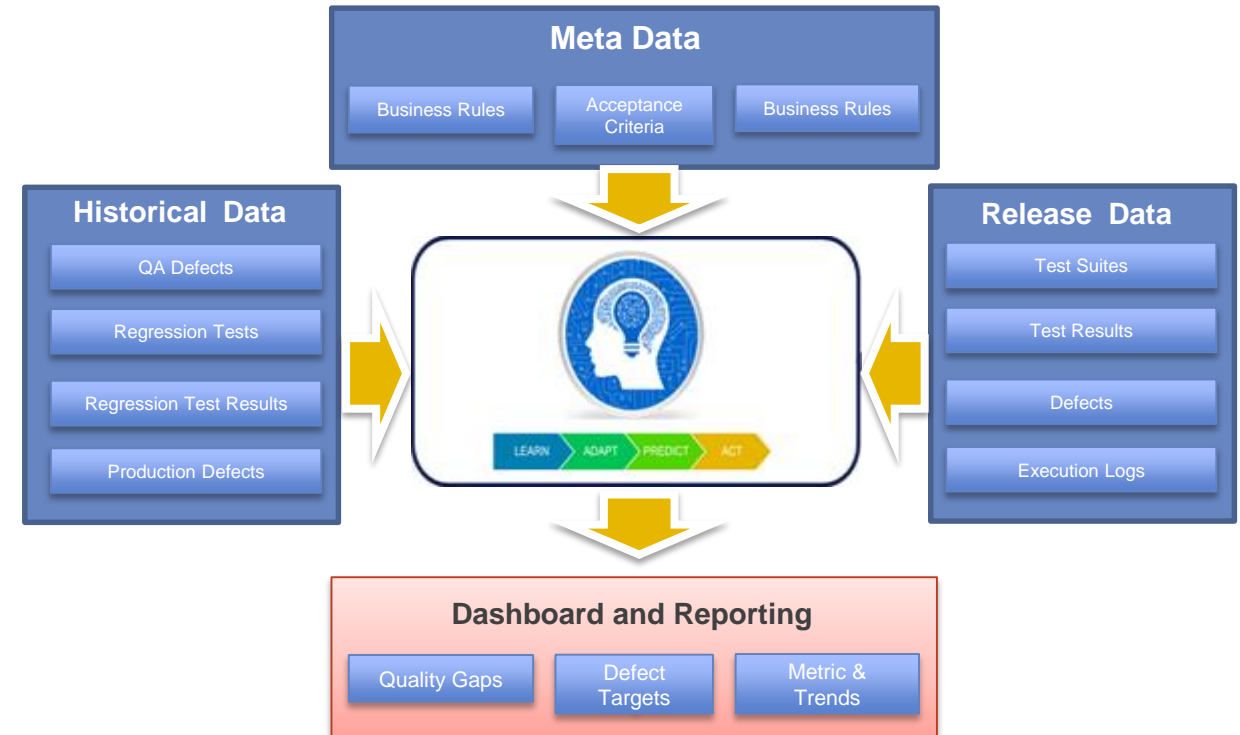 Meta Data
Business Rules
Acceptance
Criteria
Business Rules
Historical Data
QA Defects
Regression Tests
Regression Test Results
Production Defects
LEARN
ADAPT
PREDICT
ACT
Release Data
Test Suites
Test Results
Defects
Execution Logs
Dashboard and Reporting
Quality Gaps
Defect
Targets
Metric &
Trends